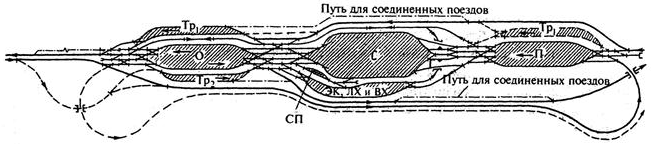 Путь для соединенных поездов
Тр₁
Тр₁
О
С
П
Тр₂
Путь для соединенных поездов
ЭК, ЛХ и ВХ
СП